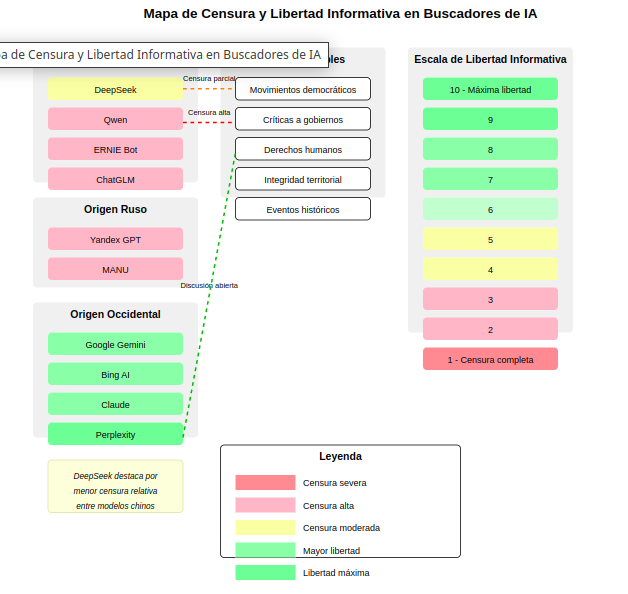 Mapa de Censura y Libertad Informativa en Buscadores de IA
a de Censura y Libertad Informativa en Buscadores de IA
DeepSeek
Qwen
ERNIE Bot
ChatGLM
Origen Ruso
Yandex GPT
MANU
Origen Occidental
Google Gemini
Bing AI
Claude
Perplexity
DeepSeek destaca por
menor censura relativa
entre modelos chinos
Censura parcial
Censura alta
Discusión abierta
Movimientos democráticos
Críticas a gobiernos
Derechos humanos
Integridad territorial
Eventos históricos
Escala de Libertad Informativa
10 - Máxima libertad
9
8
7
6
5
4
3
2
1 - Censura completa
Leyenda
Censura severa
Censura alta
Censura moderada
Mayor libertad
Libertad máxima